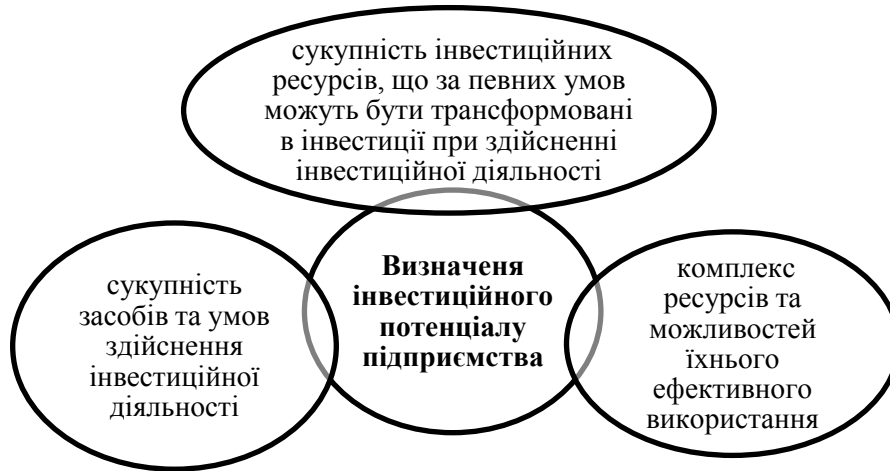 сукупність інвестиційних
ресурсів, що за певних умов
можуть бути трансформовані
в інвестиції при здійсненні
інвестиційної діяльності
Визначеня
інвестиційного
потенціалу
підприємства
сукупність
засобів та умов
здійснення
інвестиційної
діяльності
комплекс
ресурсів та
можливостей
їхнього
ефективного
використання